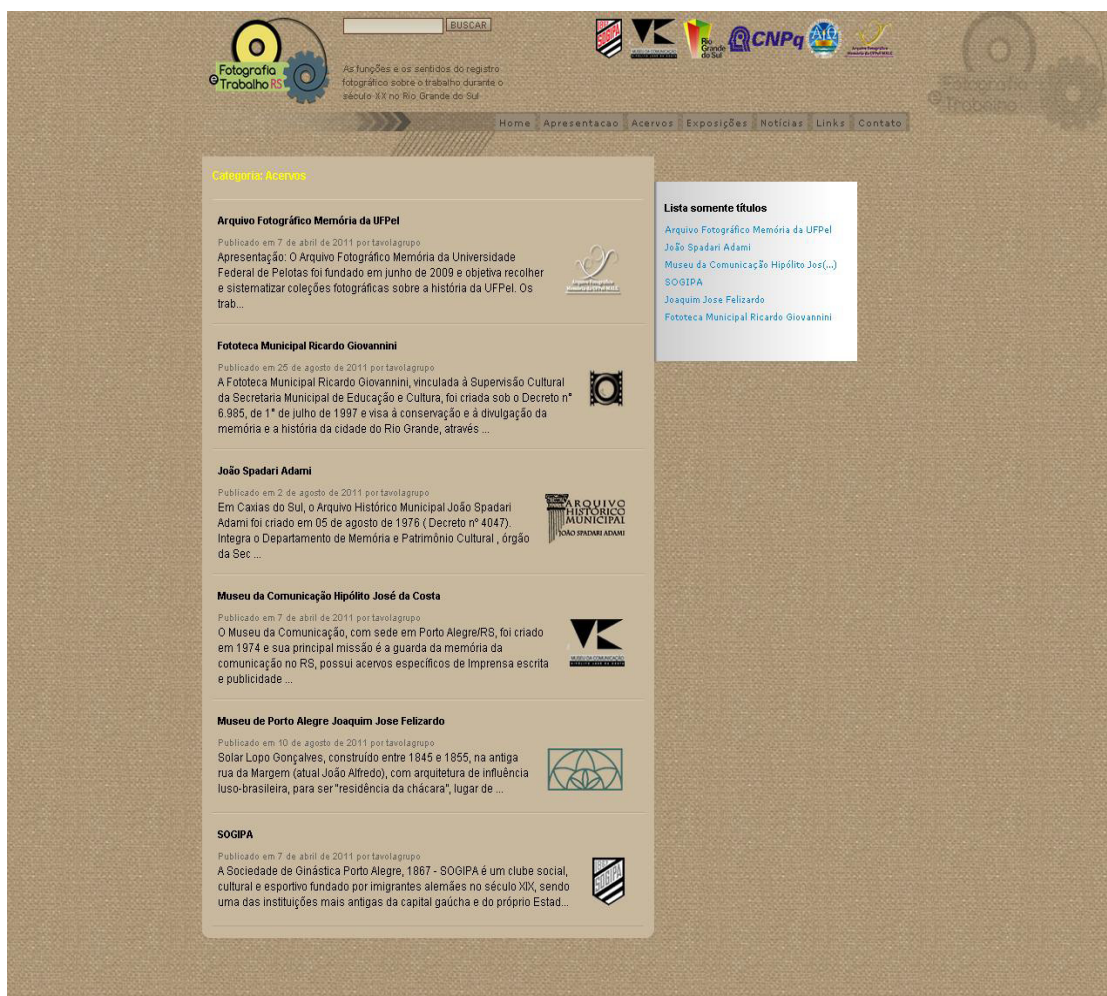 BUSCAR
Fotografia
e Trabalho RS
As funções e os sentidos do registro
fotográfico sobre o trabalho durante o
século XX no Rio Grande do Sul
SOGIPA
MUSEU DA COMUNICAÇÃO
Rio
Grande
do Sul
CNPq
Fotografia
e Trabalho
Home Apresentacao Acervos Exposições Noticias Links Contato
Categoria: Acervos
Arquivo Fotográfico Memória da UFPel
Publicado em 7 de abril de 2011 por tavolagrupo
Apresentação: O Arquivo Fotográfico Memória da Universidade
Federal de Pelotas foi fundado em junho de 2009 e objetiva recolher
e sistematizar coleções fotográficas sobre a história da UFPel. Os
trab...
Fototeca Municipal Ricardo Giovannini
Publicado em 25 de agosto de 2011 por tavolagrupo
A Fototeca Municipal Ricardo Giovannini, vinculada à Supervisão Cultural
da Secretaria Municipal de Educação e Cultura, foi criada sob o Decreto n°
6.985, de 1° de julho de 1997 e visa à conservação e à divulgação da
memória e a história da cidade do Rio Grande, através ...
João Spadari Adami
Publicado em 2 de agosto de 2011 por tavolagrupo
Em Caxias do Sul, o Arquivo Histórico Municipal João Spadari
Adami foi criado em 05 de agosto de 1976 ( Decreto nº 4047).
Integra o Departamento de Memória e Patrimônio Cultural , órgão
da Sec ...
ARQUIVO
HISTÓRICO
MUNICIPAL
JOÃO SPADARI ADAMI
Museu da Comunicação Hipólito José da Costa
Publicado em 7 de abril de 2011 por tavolagrupo
O Museu da Comunicação, com sede em Porto Alegre/RS, foi criado
em 1974 e sua principal missão é a guarda da memória da
comunicação no RS, possui acervos específicos de Imprensa escrita
e publicidade ...
MUSEU DA COMUNICAÇÃO
HIPÓLITO JOSÉ DA COSTA
Museu de Porto Alegre Joaquim Jose Felizardo
Publicado em 10 de agosto de 2011 por tavolagrupo
Solar Lopo Gonçalves, construído entre 1845 e 1855, na antiga
rua da Margem (atual João Alfredo), com arquitetura de influência
luso-brasileira, para ser "residência da chácara", lugar de ...
SOGIPA
Publicado em 7 de abril de 2011 por tavolagrupo
A Sociedade de Ginástica Porto Alegre, 1867 - SOGIPA é um clube social,
cultural e esportivo fundado por imigrantes alemães no século XIX, sendo
uma das instituições mais antigas da capital gaúcha e do próprio Estad...
SOGIPA
Lista somente títulos
Arquivo Fotográfico Memória da UFPel
João Spadari Adami
Museu da Comunicação Hipólito Jos(...)
SOGIPA
Joaquim Jose Felizardo
Fototeca Municipal Ricardo Giovannini